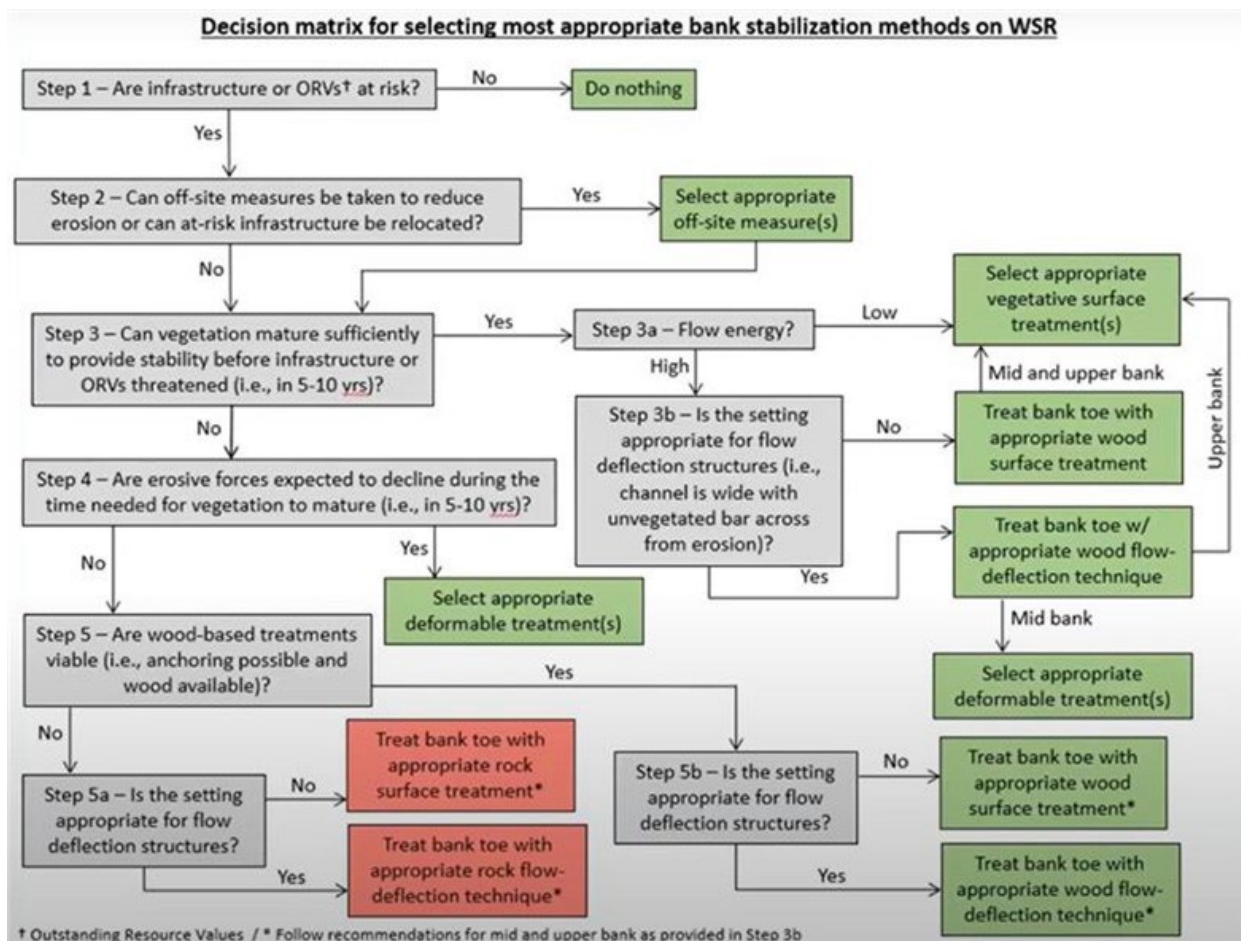 Decision matrix for selecting most appropriate bank stabilization methods on WSR
Step 1 – Are infrastructure or ORVs† at risk?
No
Do nothing
Yes
Step 2 – Can off-site measures be taken to reduce
erosion or can at-risk infrastructure be relocated?
Yes
Select appropriate
off-site measure(s)
No
Step 3 – Can vegetation mature sufficiently
to provide stability before infrastructure or
ORVs threatened (i.e., in 5-10 yrs)?
Yes
Step 3a – Flow energy?
Low
Select appropriate
vegetative surface
treatment(s)
High
Mid and upper bank
Upper bank
Step 3b – Is the setting
appropriate for flow
deflection structures (i.e.,
channel is wide with
unvegetated bar across
from erosion)?
No
Treat bank toe with
appropriate wood
surface treatment
Yes
Treat bank toe w/
appropriate wood flow-
deflection technique
Mid bank
Select appropriate
deformable treatment(s)
No
Step 4 – Are erosive forces expected to decline during the
time needed for vegetation to mature (i.e., in 5-10 yrs)?
Yes
Select appropriate
deformable treatment(s)
No
Step 5 – Are wood-based treatments
viable (i.e., anchoring possible and
wood available)?
Yes
No
Step 5a – Is the setting
appropriate for flow
deflection structures?
No
Treat bank toe with
appropriate rock
surface treatment*
Yes
Treat bank toe with
appropriate rock flow-
deflection technique*
Step 5b – Is the setting
appropriate for flow
deflection structures?
No
Treat bank toe with
appropriate wood
surface treatment*
Yes
Treat bank toe with
appropriate wood flow-
deflection technique*
† Outstanding Resource Values / * Follow recommendations for mid and upper bank as provided in Step 3b